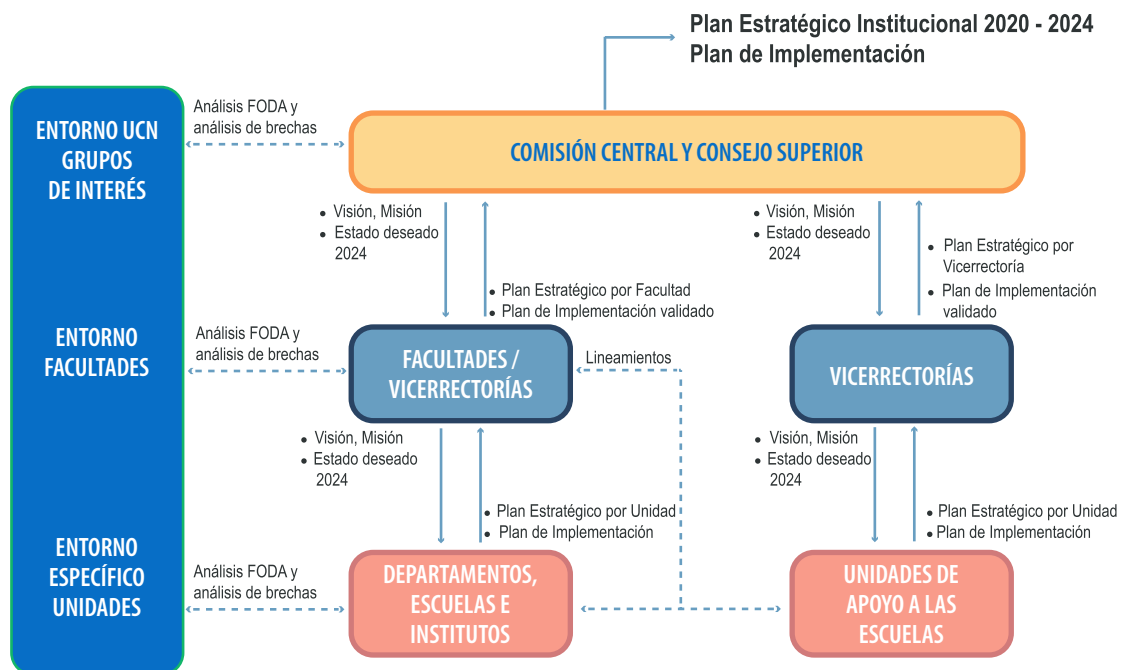 Plan Estratégico Institucional 2020 - 2024
Plan de Implementación
ENTORNO UCN
GRUPOS
DE INTERÉS
Análisis FODA y
análisis de brechas
COMISIÓN CENTRAL Y CONSEJO SUPERIOR
• Visión, Misión
• Estado deseado
2024
• Plan Estratégico por Facultad
• Plan de Implementación validado
• Visión, Misión
• Estado deseado
2024
• Plan Estratégico por
Vicerrectoría
• Plan de Implementación
validado
ENTORNO
FACULTADES
Análisis FODA y
análisis de brechas
FACULTADES /
VICERRECTORÍAS
Lineamientos
VICERRECTORÍAS
• Visión, Misión
• Estado deseado
2024
• Plan Estratégico por Unidad
• Plan de Implementación
• Visión, Misión
• Estado deseado
2024
• Plan Estratégico por Unidad
• Plan de Implementación
ENTORNO
ESPECÍFICO
UNIDADES
Análisis FODA y
análisis de brechas
DEPARTAMENTOS,
ESCUELAS E
INSTITUTOS
UNIDADES DE
APOYO A LAS
ESCUELAS